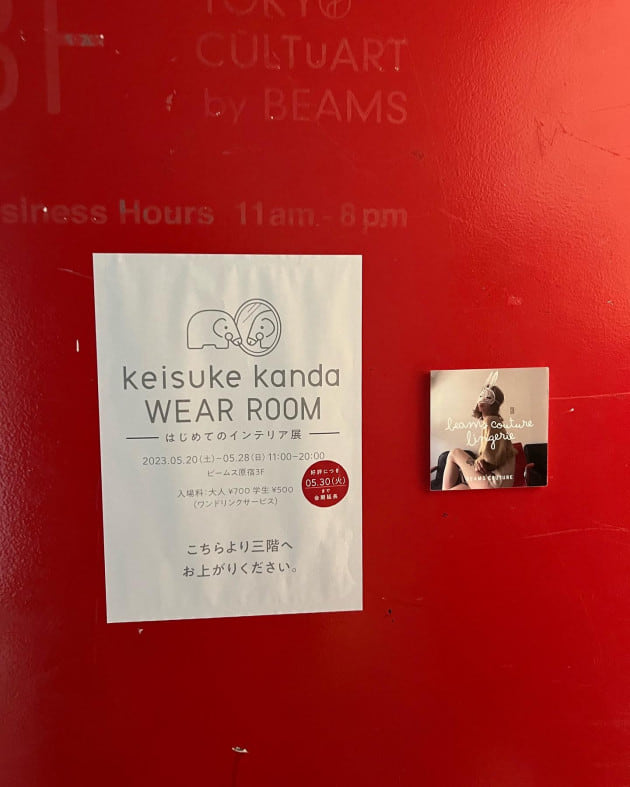 3F
TOKYO
CULTUART
by BEAMS
siness Hours 11am - 8pm
keisuke kanda
WEAR ROOM
はじめてのインテリア展
2023.05.20(土)-05.28(日) 11:00-20:00
ビームス原宿3F
入場料:大人 ¥700 学生 ¥500
(ワンドリンクサービス)
好評につき
05.30(火)
まで
会期延長
こちらより三階へ
お上がりください。
beams couture
lingerie
BEAMS COUTURE